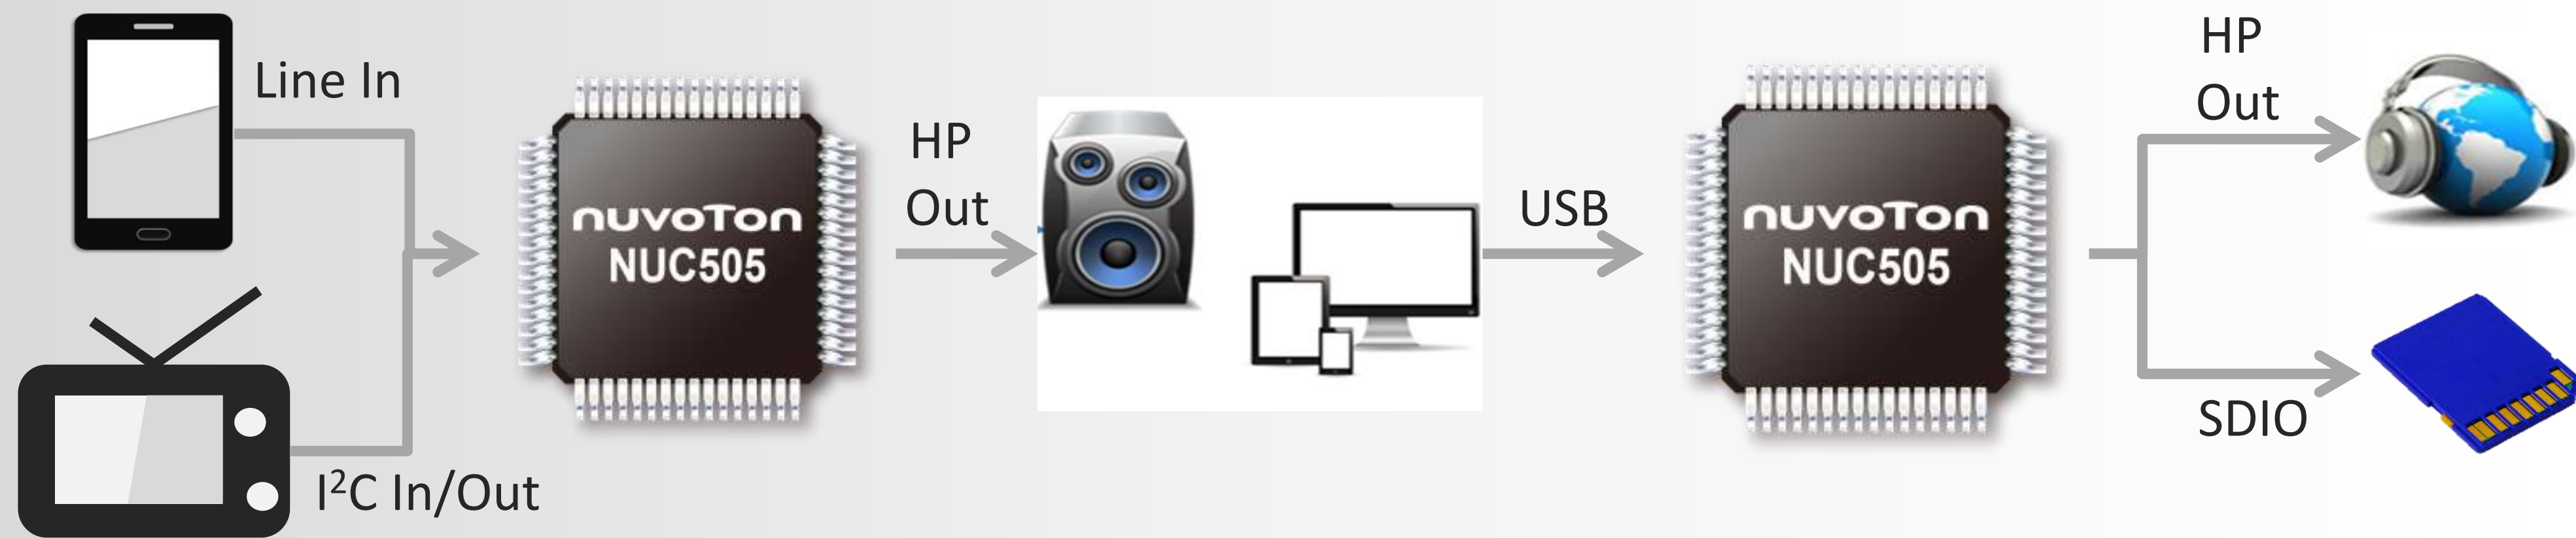 Line In
I²C In/Out
nuvoTon
NUC505
HP
Out
USB
nuvoTon
NUC505
HP
Out
SDIO